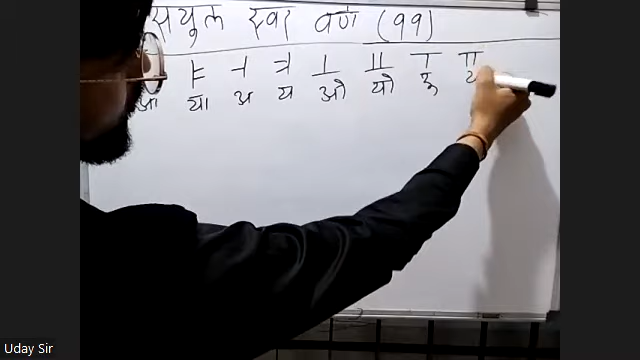 स्वर वर्ण (११)
ㅑ ㅓ ㅕ ㅗ ㅛ ㅜ ㅠ
आ या अ य ओ यो
Uday Sir